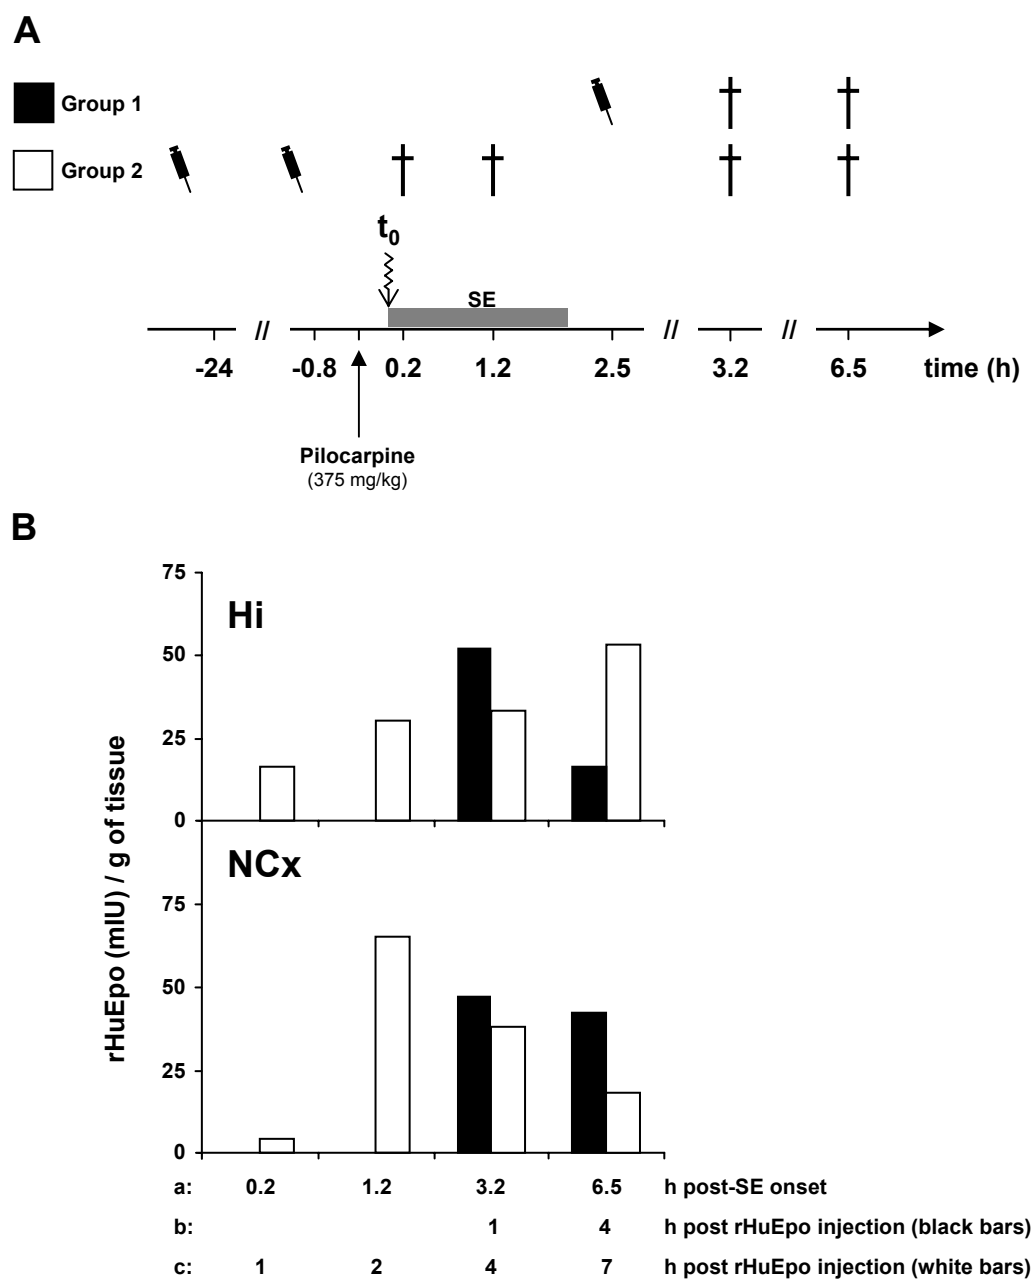 A
Group 1
Group 2
t0
SE
// // //
-24 -0.8 0.2 1.2 2.5 3.2 6.5 time (h)
Pilocarpine
(375 mg/kg)
B
rHuEpo (mIU) / g of tissue
Hi
75
50
25
0
NCx
75
50
25
0
a: 0.2 1.2 3.2 6.5 h post-SE onset
b: 1 4 h post rHuEpo injection (black bars)
c: 1 2 4 7 h post rHuEpo injection (white bars)